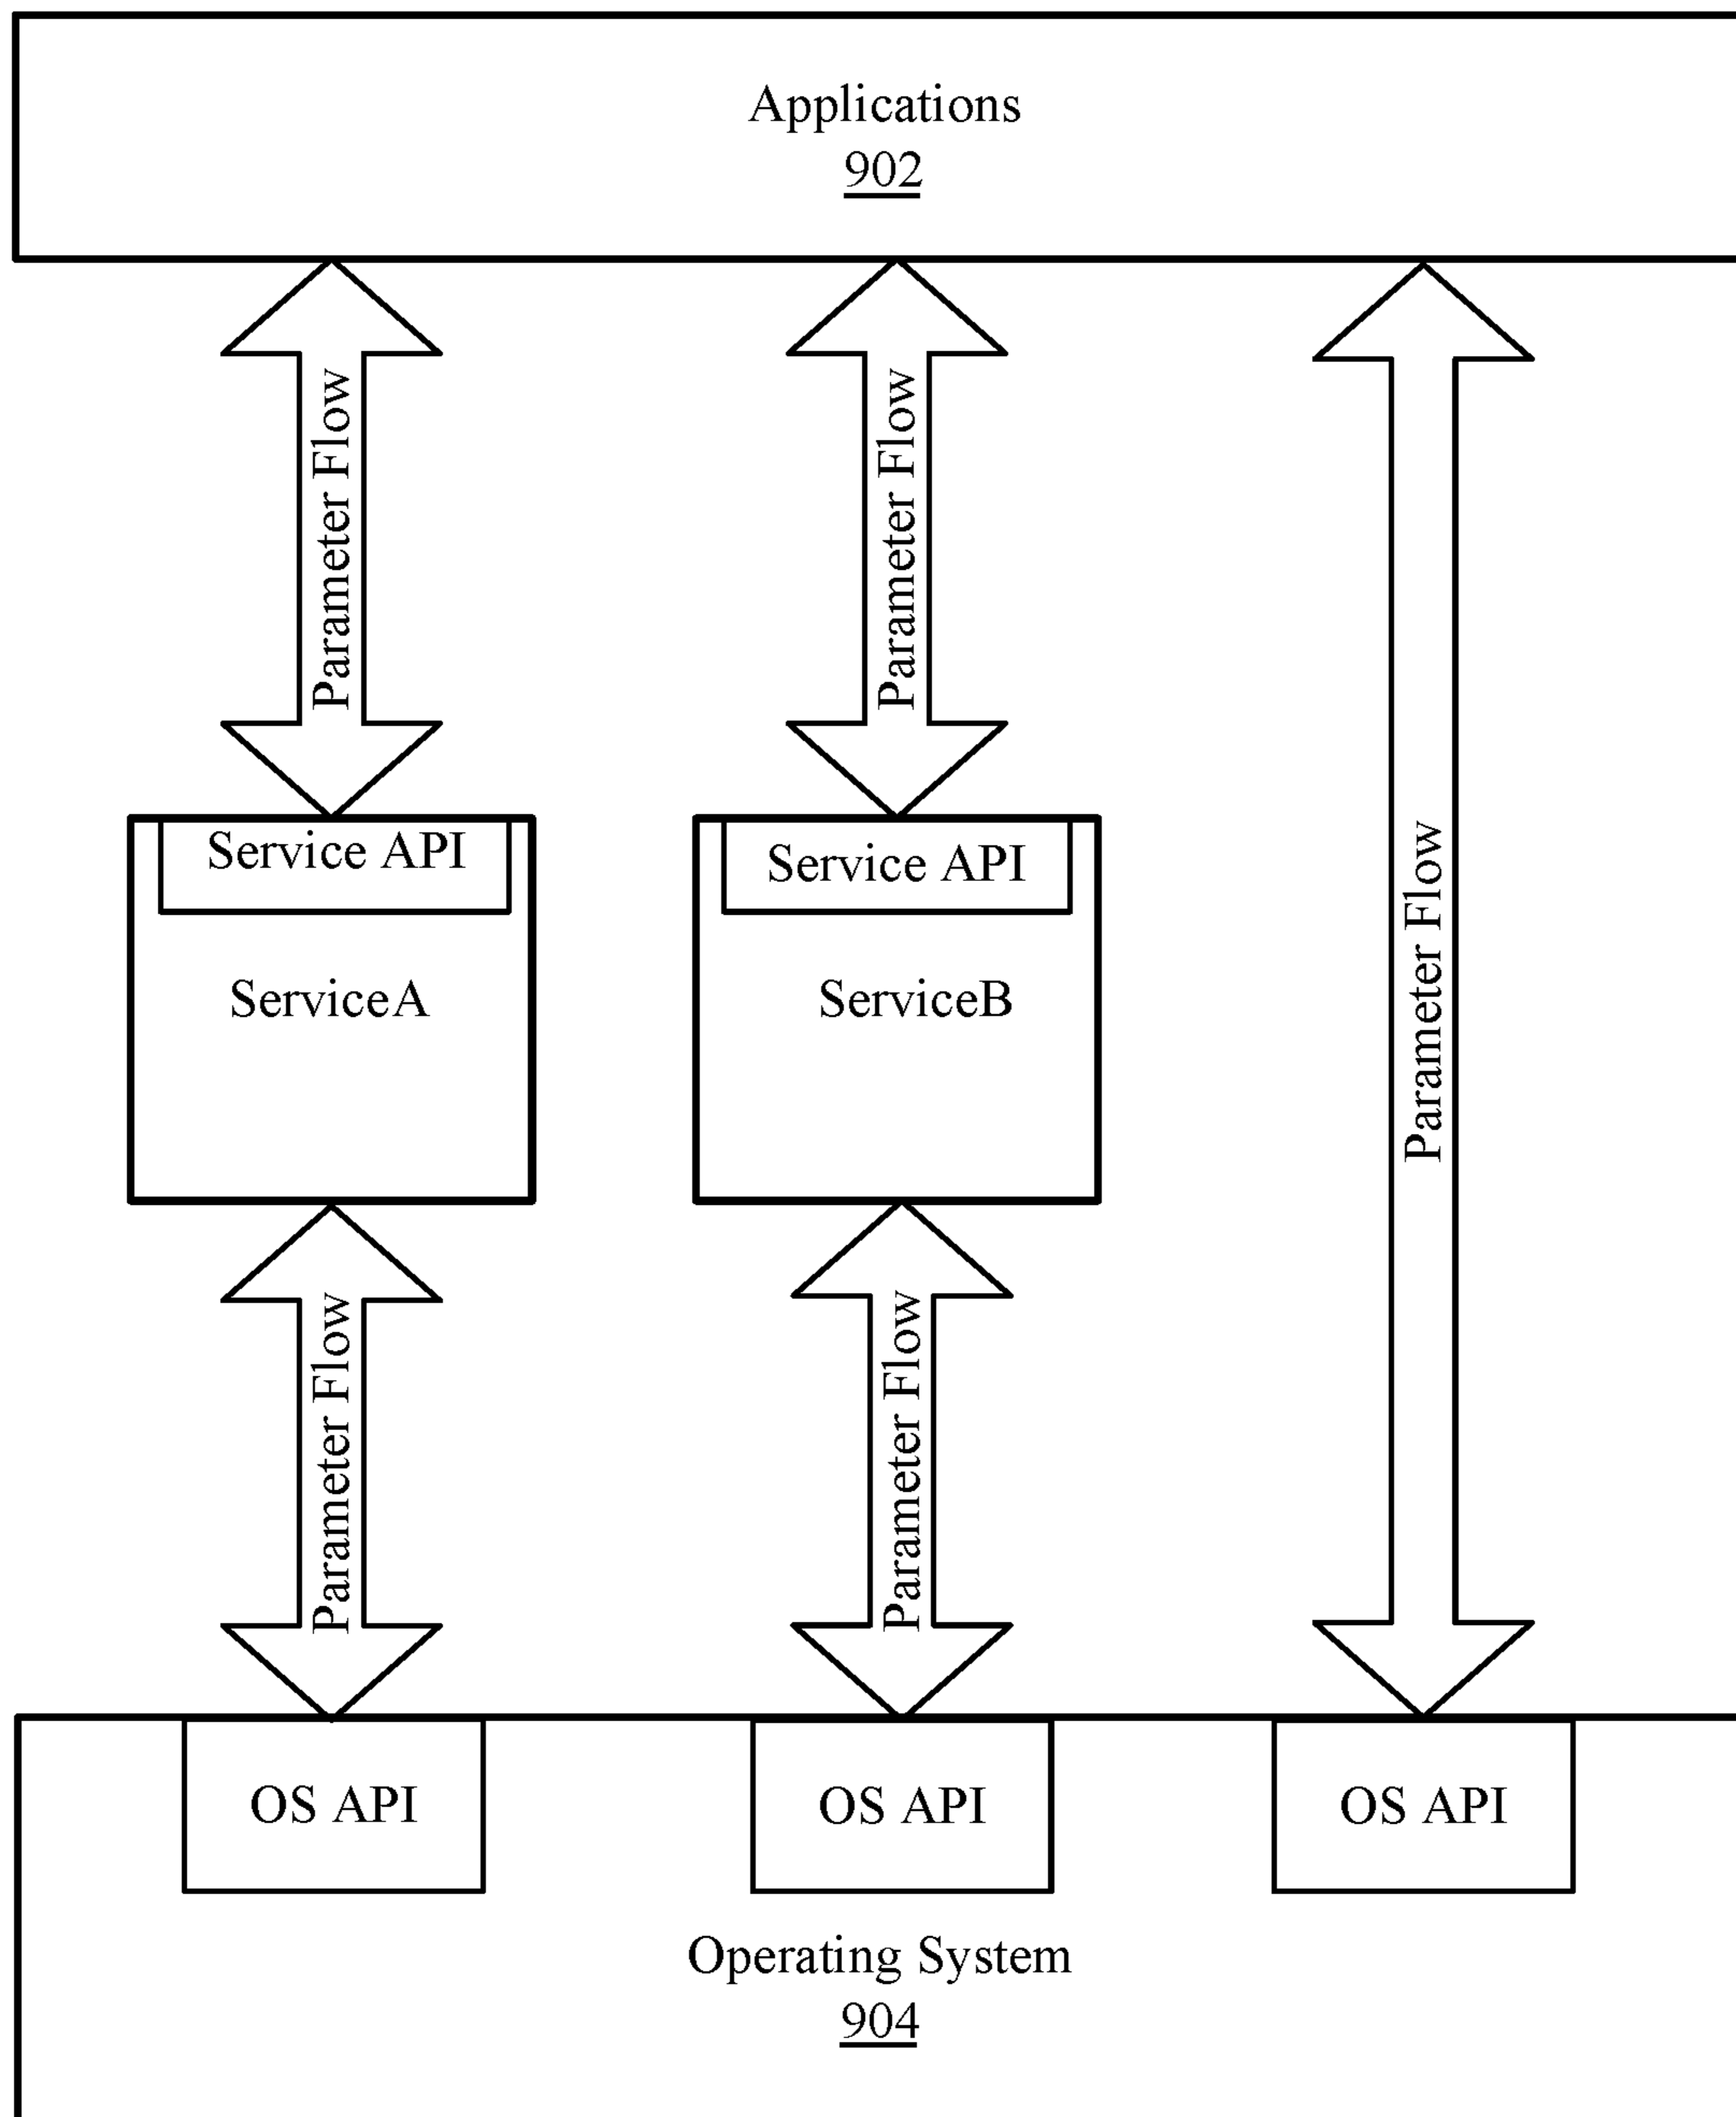 Applications
902
Parameter Flow
Parameter Flow
Parameter Flow
Service API
Service API
ServiceA
ServiceB
Parameter Flow
Parameter Flow
OS API
OS API
OS API
Operating System
904